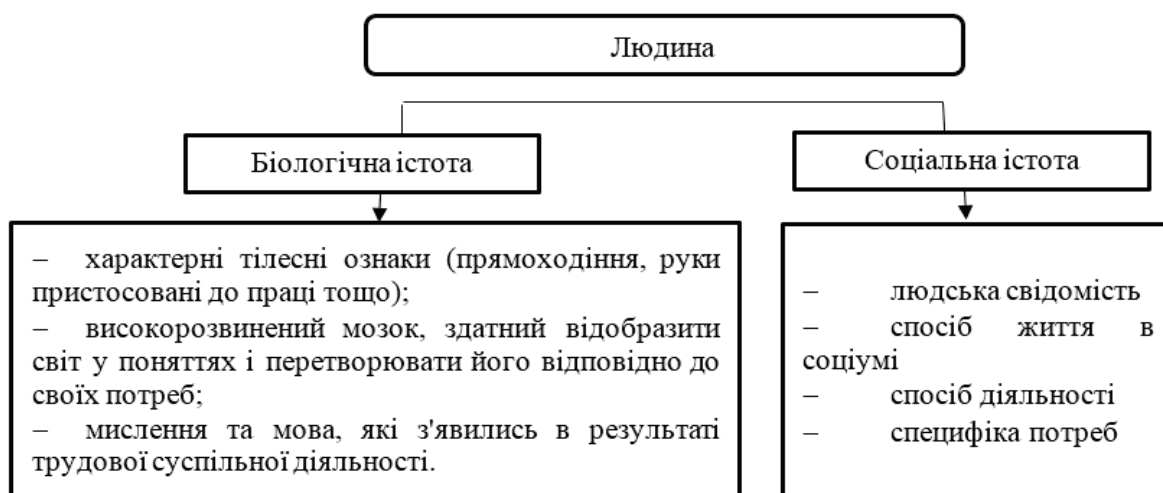 Людина
Біологічна істота
Соціальна істота
– характерні тілесні ознаки (прямоходіння, руки
пристосовані до праці тощо);
– високорозвинений мозок, здатний відобразити
світ у поняттях і перетворювати його відповідно до
своїх потреб;
– мислення та мова, які з'явились в результаті
трудової суспільної діяльності.
– людська свідомість
– спосіб життя в
соціумі
– спосіб діяльності
– специфіка потреб